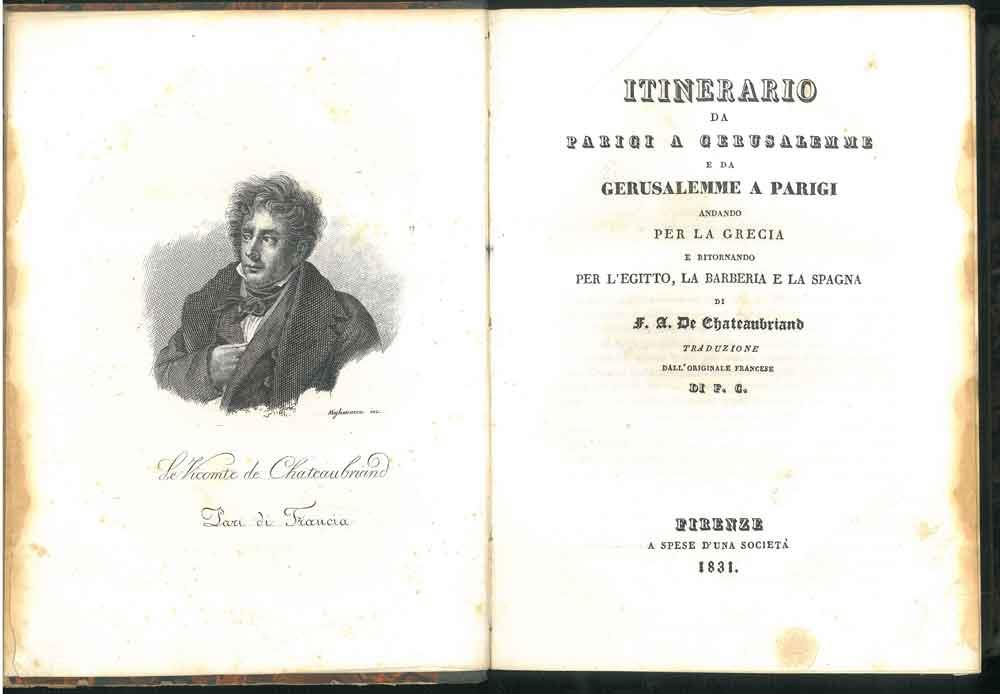 inc.
Le Vicomte de Chateaubriand
Pari di Francia
ITINERARIO
DA
PARIGI A GERUSALEMME
E DA
GERUSALEMME A PARIGI
ANDANDO
PER LA GRECIA
E RITORNANDO
PER L'EGITTO, LA BARBERIA E LA SPAGNA
DI
F. A. De Chateaubriand
TRADUZIONE
DALL'ORIGINALE FRANCESE
DI F. C.
FIRENZE
A SPESE D'UNA SOCIETÀ
1831.